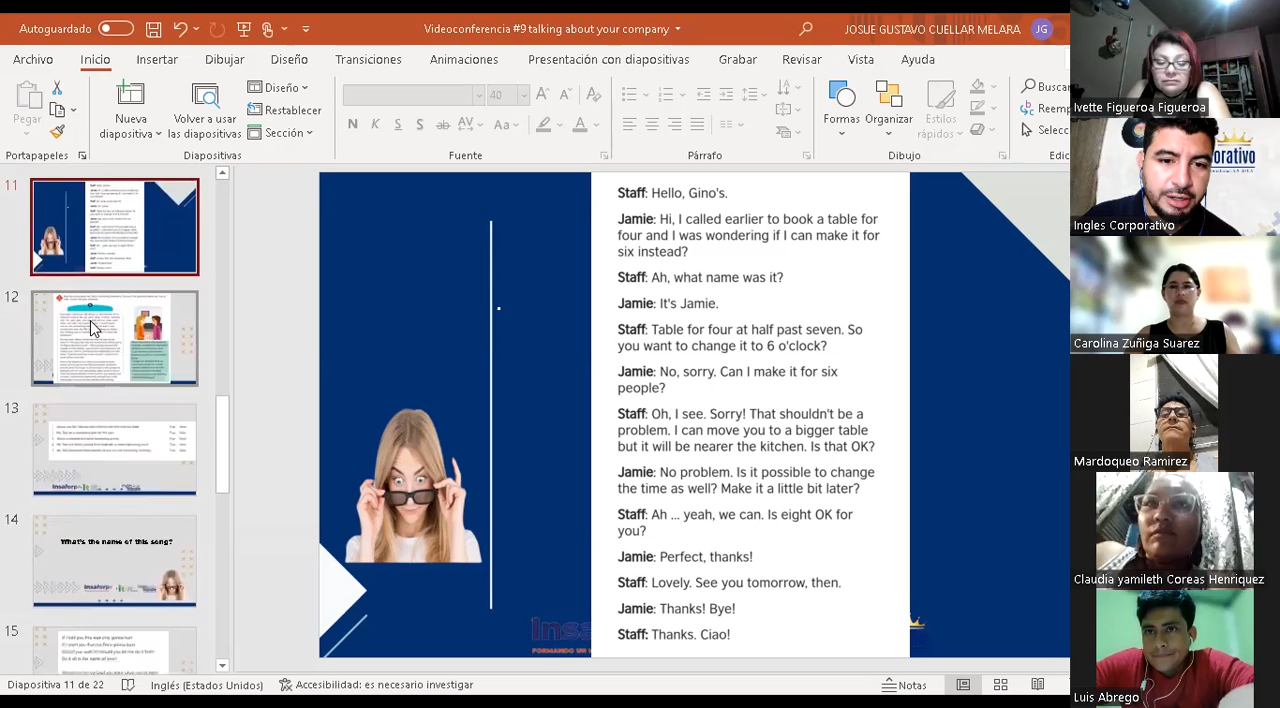 Autoguardado
Videoconferencia #9 talking about your company
JOSUE GUSTAVO CUELLAR MELARA
JG
Archivo Inicio Insertar Dibujar Diseño Transiciones Animaciones Presentación con diapositivas Grabar Revisar Vista Ayuda
Pegar
Portapapeles
Nueva
diapositiva
Volver a usar
las diapositivas
Diseño
Restablecer
Sección
Diapositivas
40
N K S S ab AV Aa
Fuente
Párrafo
Formas
Organizar
Estilos
rápidos
Dibujo
Buscar
Reem
Selecc
11
12
13
14
What's the name of this song?
15
Staff: Hello, Gino's.
Jamie: Hi, I called earlier to book a table for
four and I was wondering if I can make it for
six instead?
Staff: Ah, what name was it?
Jamie: It's Jamie.
Staff: Table for four at half past seven. So
you want to change it to 6 o'clock?
Jamie: No, sorry. Can I make it for six
people?
Staff: Oh, I see. Sorry! That shouldn't be a
problem. I can move you to a bigger table
but it will be nearer the kitchen. Is that OK?
Jamie: No problem. Is it possible to change
the time as well? Make it a little bit later?
Staff: Ah ... yeah, we can. Is eight OK for
you?
Jamie: Perfect, thanks!
Staff: Lovely. See you tomorrow, then.
Jamie: Thanks! Bye!
Staff: Thanks. Ciao!
Diapositiva 11 de 22
Inglés (Estados Unidos)
Accesibilidad: es necesario investigar
Notas
Ivette Figueroa Figueroa
Ingles Corporativo
Carolina Zuñiga Suarez
Mardoqueo Ramirez
Claudia yamileth Coreas Henriquez
Luis Abrego